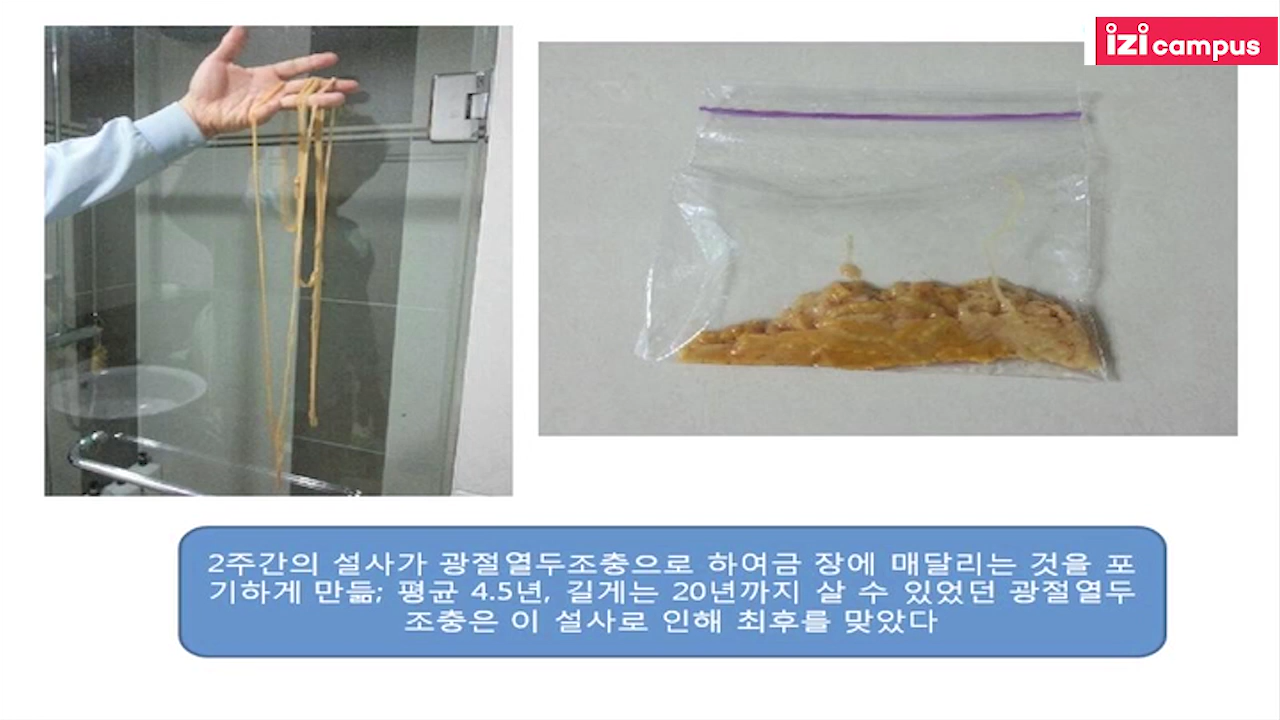 izi campus
2주간의 설사가 광절열두조충으로 하여금 장에 매달리는 것을 포
기하게 만듦; 평균 4.5년, 길게는 20년까지 살 수 있었던 광절열두
조충은 이 설사로 인해 최후를 맞았다